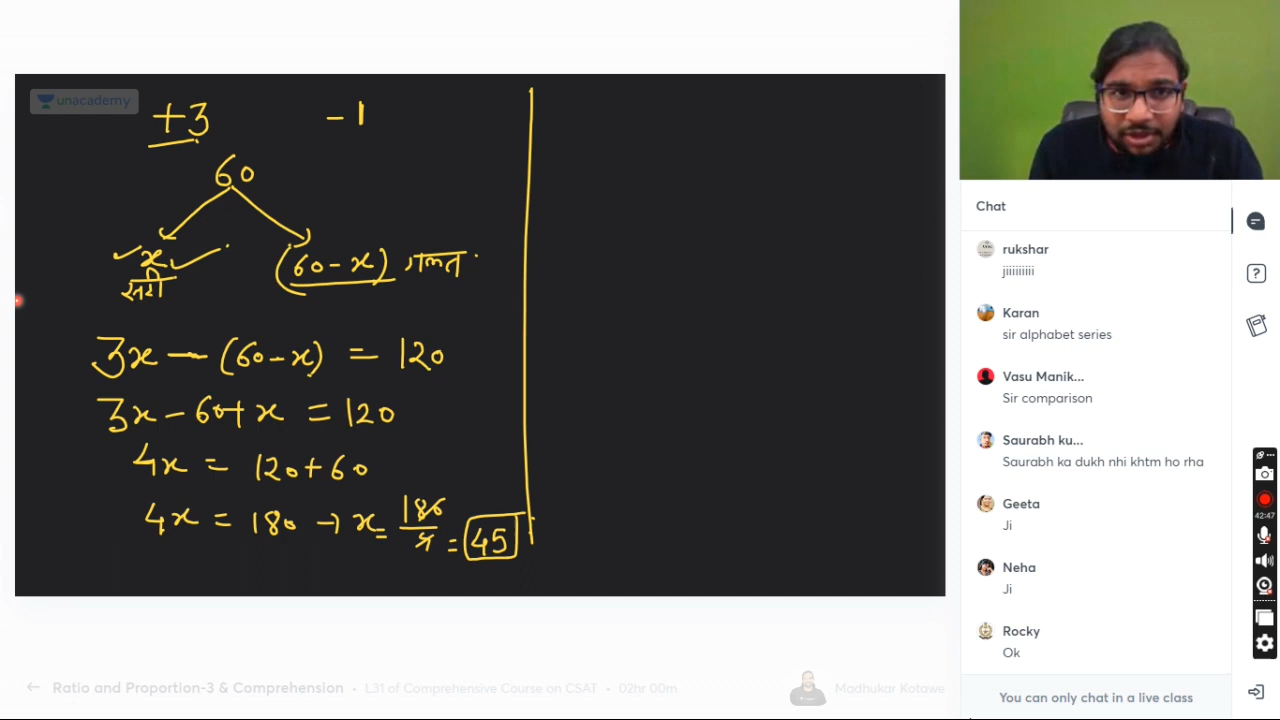 unacademy
+3 -1
60
x (60-x) गलत
सही
3x - (60-x) = 120
3x - 60 + x = 120
4x = 120 + 60
4x = 180 → x = 180/4 = 45
Chat
rukshar
jiiiiiiiii
Karan
sir alphabet series
Vasu Manik...
Sir comparison
Saurabh ku...
Saurabh ka dukh nhi khtm ho rha
Geeta
Ji
Neha
Ji
Rocky
Ok
You can only chat in a live class
42:47
← Ratio and Proportion-3 & Comprehension • L31 of Comprehensive Course on CSAT • 02hr 00m
Madhukar Kotawe